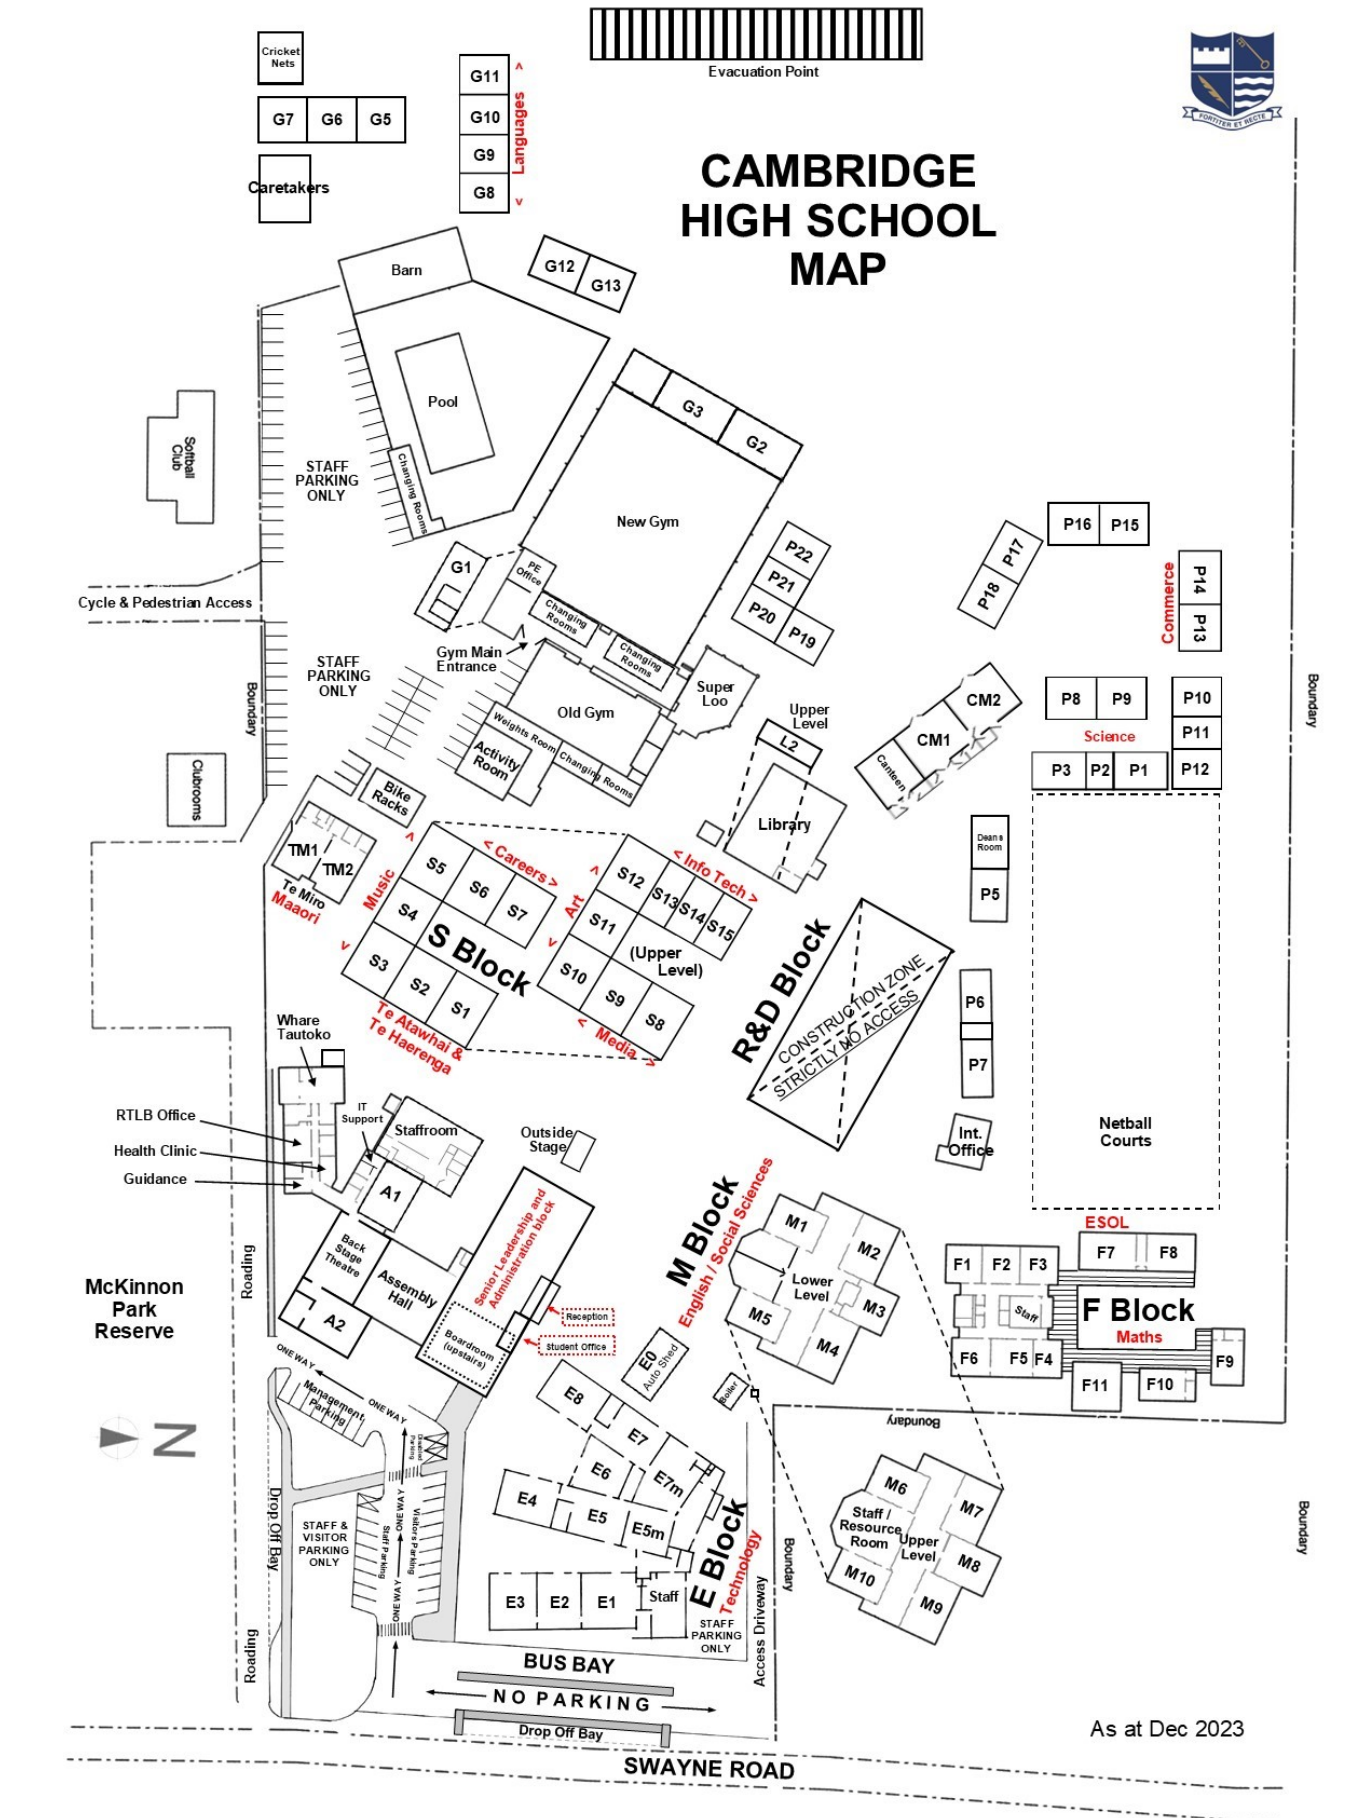 Evacuation Point
FORTITER ET RECTE
CAMBRIDGE
HIGH SCHOOL
MAP
Cricket
Nets
G7 G6 G5
Caretakers
G11
G10
G9
G8
< Languages >
G12
G13
Barn
Pool
Changing Rooms
STAFF
PARKING
ONLY
Softball
Club
G3
G2
New Gym
G1
PE
Office
Changing
Rooms
Changing
Rooms
Gym Main
Entrance
Cycle & Pedestrian Access
STAFF
PARKING
ONLY
Boundary
Clubrooms
P22
P21
P20
P19
Super
Loo
Old Gym
Weights Room
Changing Rooms
Activity
Room
Bike
Racks
P16 P15
P17
P18
P14
P13
Commerce
P8 P9
Science
P10
P11
P12
P3 P2 P1
CM2
CM1
Canteen
Upper
Level
L2
Library
Boundary
TM1
TM2
Te Miro
Maaori
< Music >
< Careers >
S5
S6
S7
S4
S3
S2
S1
S Block
Te Atawhai &
Te Haerenga
< Art >
< Info Tech >
S12
S13
S14
S15
S11
(Upper
Level)
S10
S9
S8
< Media >
Deans
Room
P5
P6
P7
Int.
Office
R&D Block
CONSTRUCTION ZONE
STRICTLY NO ACCESS
Netball
Courts
Whare
Tautoko
RTLB Office
Health Clinic
Guidance
IT
Support
Staffroom
A1
Outside
Stage
Back
Stage
Theatre
Assembly
Hall
A2
Senior Leadership and
Administration block
Boardroom
(upstairs)
Reception
Student Office
McKinnon
Park
Reserve
Roading
M Block
English / Social Sciences
M1
M2
Lower
Level
M3
M5
M4
ESOL
F7 F8
F1 F2 F3
Staff
F Block
Maths
F6 F5 F4
F9
F11
F10
Boundary
E0
Auto Shed
Boiler
ONE WAY
Management
Parking
ONE WAY
Disabled
Parking
N
E8
E7
E6
E7m
E4
E5
E5m
E Block
Technology
E3 E2 E1
Staff
STAFF
PARKING
ONLY
Drop Off Bay
STAFF &
VISITOR
PARKING
ONLY
Staff Parking
ONE WAY
Visitors Parking
ONE WAY
Roading
Access Driveway
Boundary
M6
M7
Staff /
Resource
Room
Upper
Level
M8
M10
M9
Boundary
BUS BAY
NO PARKING
Drop Off Bay
As at Dec 2023
SWAYNE ROAD